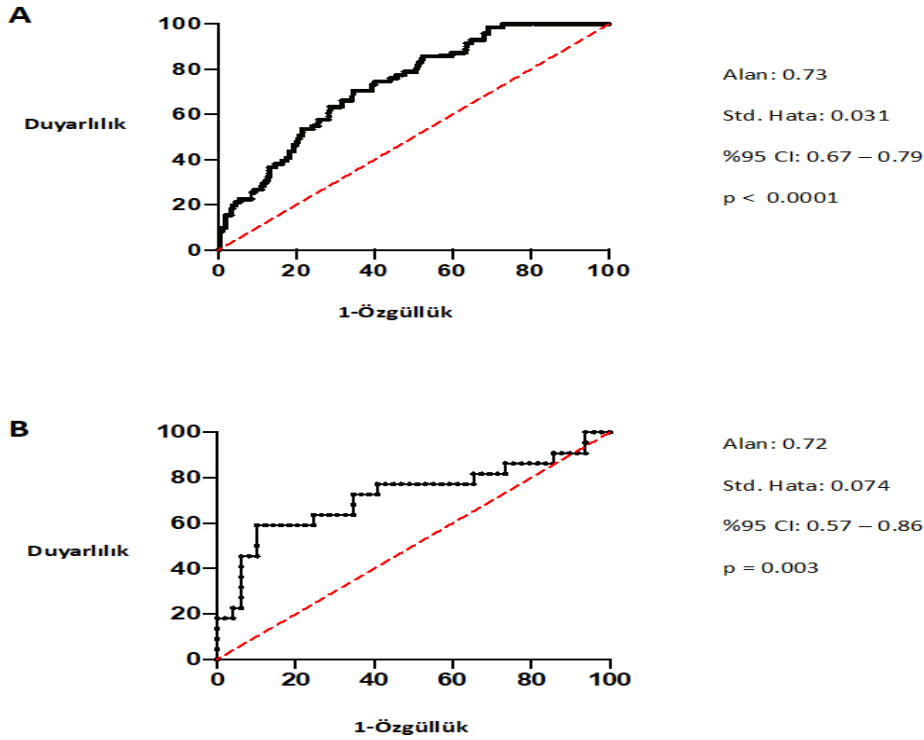 A
100
80
60
40
20
0
Duyarlılık
0 20 40 60 80 100
1-Özgüllük
Alan: 0.73
Std. Hata: 0.031
%95 CI: 0.67 – 0.79
p < 0.0001
B
100
80
60
40
20
0
Duyarlılık
0 20 40 60 80 100
1-Özgüllük
Alan: 0.72
Std. Hata: 0.074
%95 CI: 0.57 – 0.86
p = 0.003